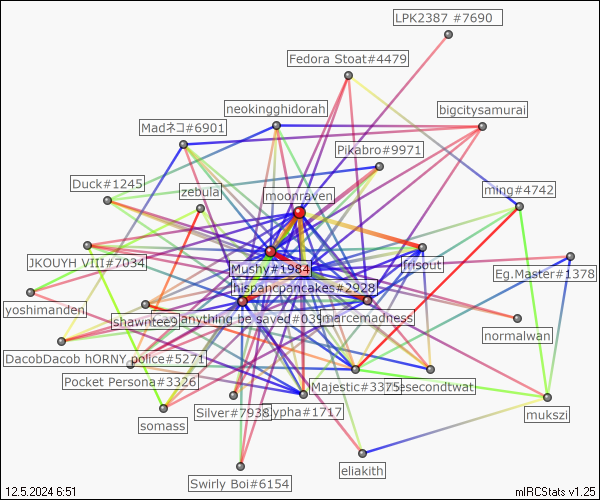 LPK2387 #7690
Fedora Stoat#4479
neokingghidorah
bigcitysamurai
Madネコ#6901
Pikabro#9971
Duck#1245
zebula
moonraven
ming#4742
JKOUYH VIII#7034
Mushy#1984
frisout
Eg.Master#1378
hispancpancakes#2928
yoshimanden
shawntee9
anything be saved#039
marcemadness
normalwan
DacobDacob hORNY police#5271
Pocket Persona#3326
Majestic#3375
secondtwat
mukszi
somass
Silver#7938
ypha#1717
eliakith
Swirly Boi#6154
12.5.2024 6:51
mIRCStats v1.25